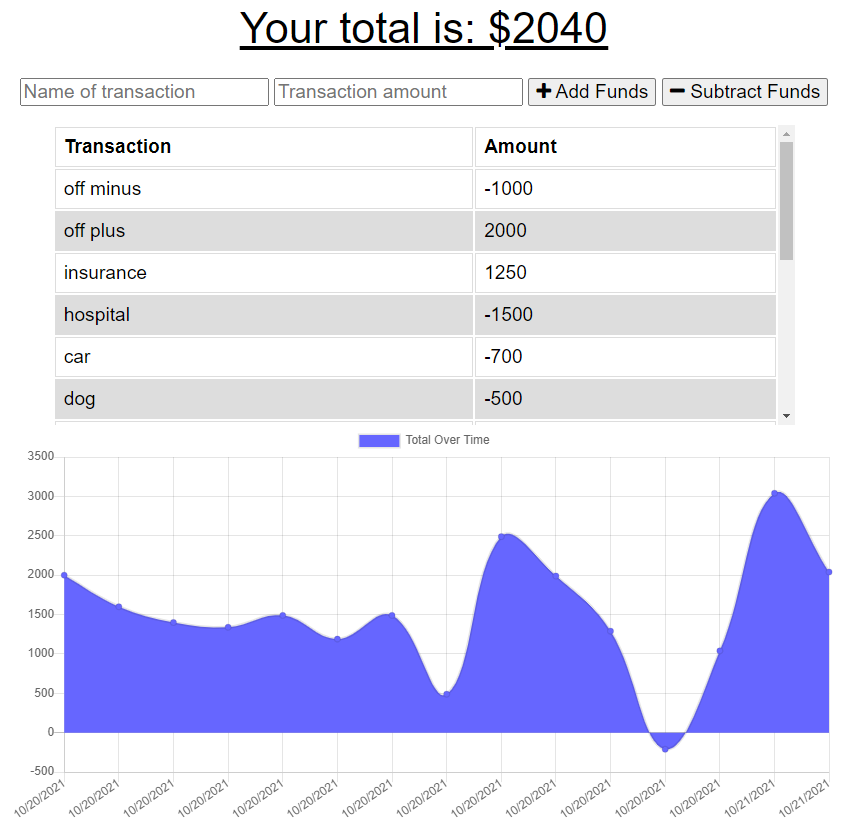 Your total is: $2040
Name of transaction Transaction amount Add Funds Subtract Funds
Transaction Amount
off minus -1000
off plus 2000
insurance 1250
hospital -1500
car -700
dog -500
Total Over Time
3500
3000
2500
2000
1500
1000
500
0
-500
10/20/2021 10/20/2021 10/20/2021 10/20/2021 10/20/2021 10/20/2021 10/20/2021 10/20/2021 10/20/2021 10/20/2021 10/20/2021 10/20/2021 10/20/2021 10/21/2021 10/21/2021